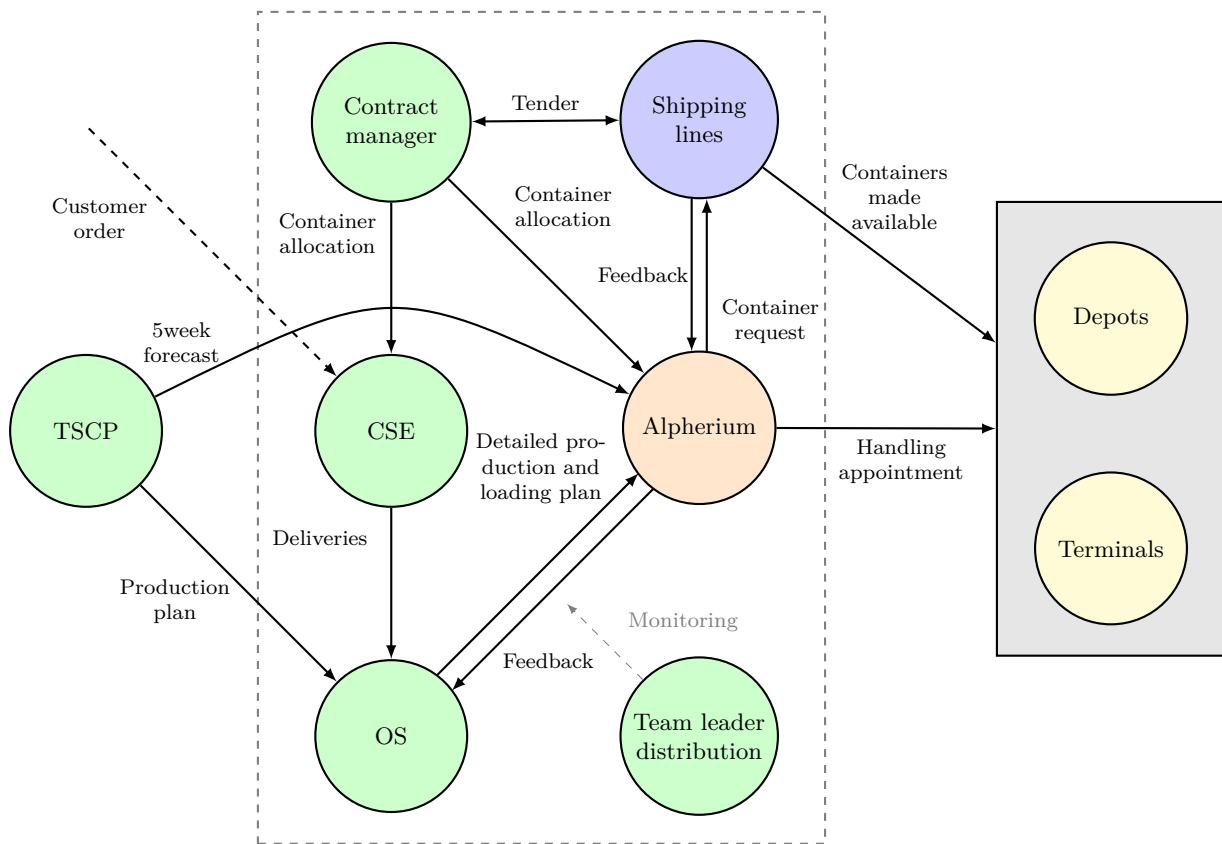 Contract
manager
Tender
Shipping
lines
Customer
order
Container
allocation
Container
allocation
Containers
made
available
Feedback
Container
request
Depots
5week
forecast
TSCP
CSE
Detailed pro-
duction and
loading plan
Alpherium
Handling
appointment
Deliveries
Terminals
Production
plan
Monitoring
Feedback
OS
Team leader
distribution